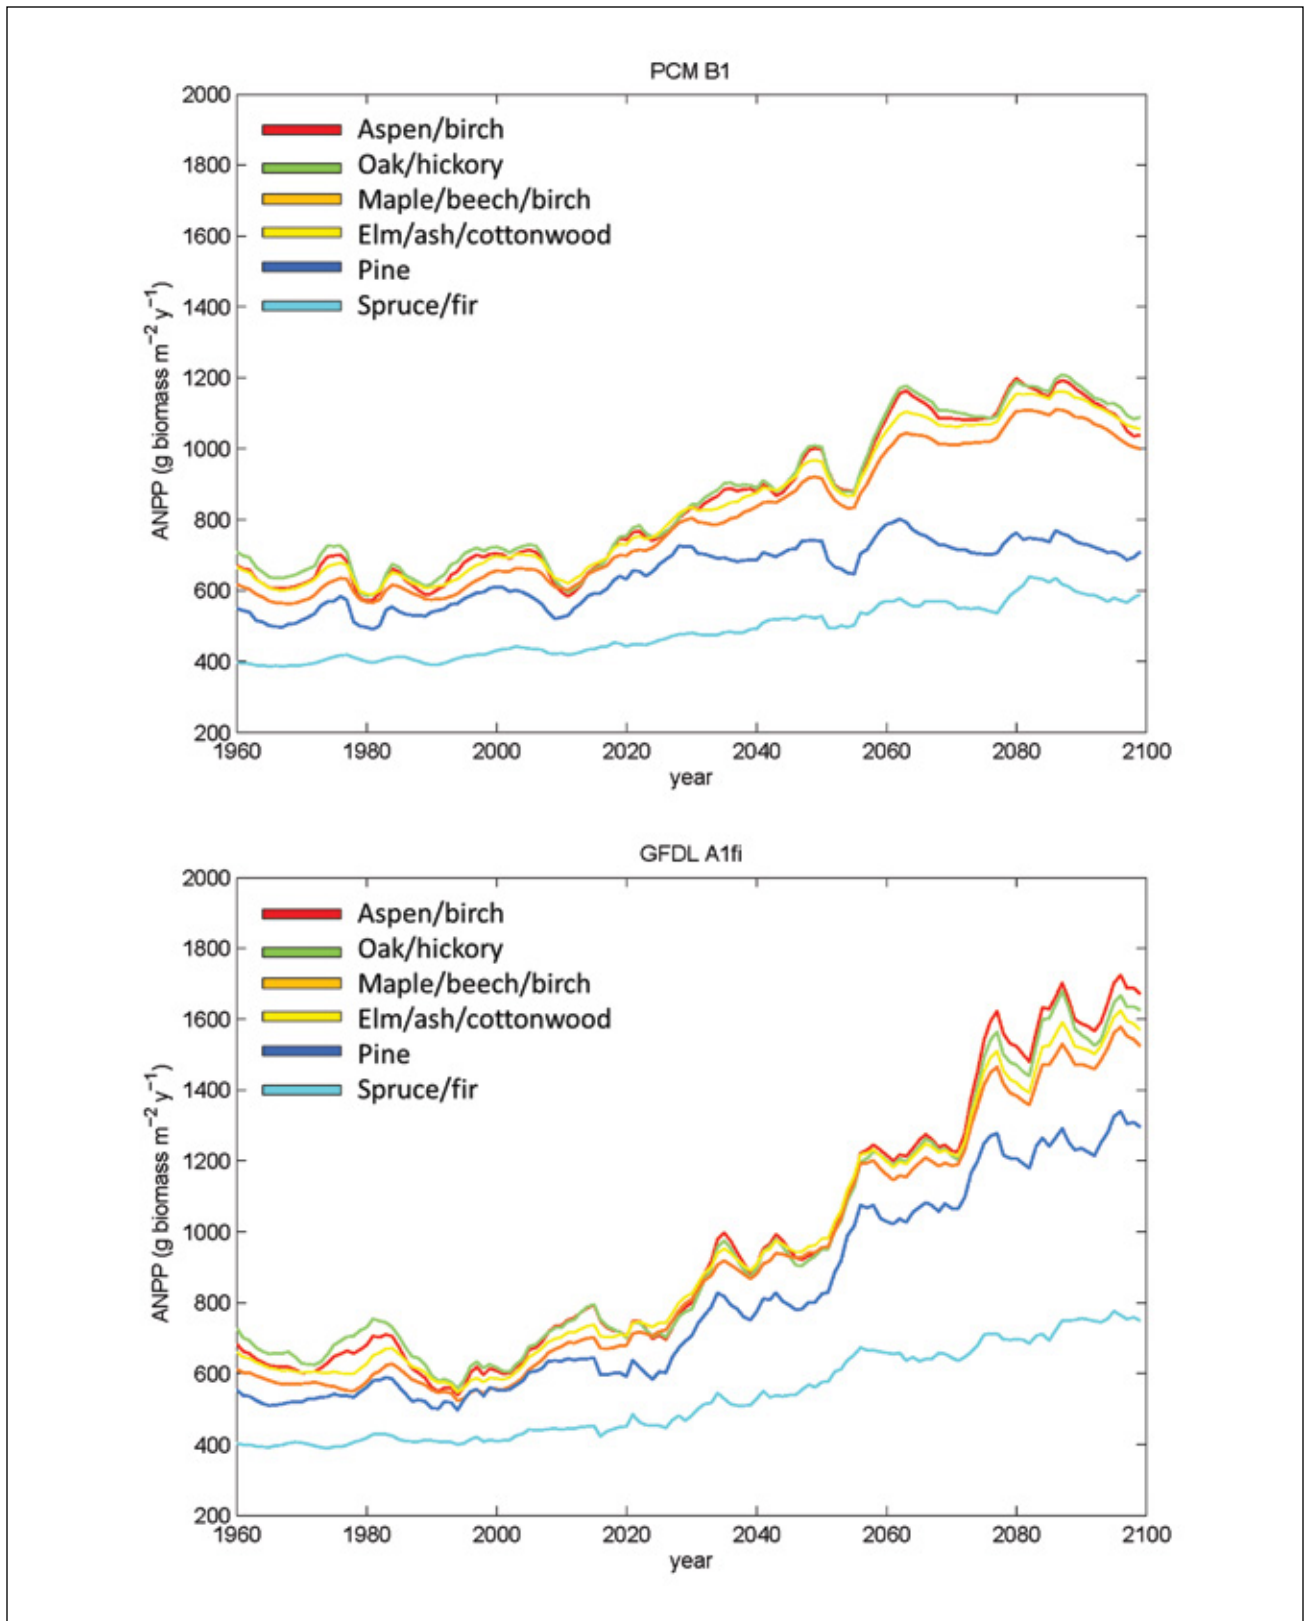 PCM B1
2000
1800
1600
1400
1200
1000
800
600
400
200
ANPP (g biomass m−2 y−1)
Aspen/birch
Oak/hickory
Maple/beech/birch
Elm/ash/cottonwood
Pine
Spruce/fir
1960 1980 2000 2020 2040 2060 2080 2100
year
GFDL A1fi
2000
1800
1600
1400
1200
1000
800
600
400
200
ANPP (g biomass m−2 y−1)
Aspen/birch
Oak/hickory
Maple/beech/birch
Elm/ash/cottonwood
Pine
Spruce/fir
1960 1980 2000 2020 2040 2060 2080 2100
year